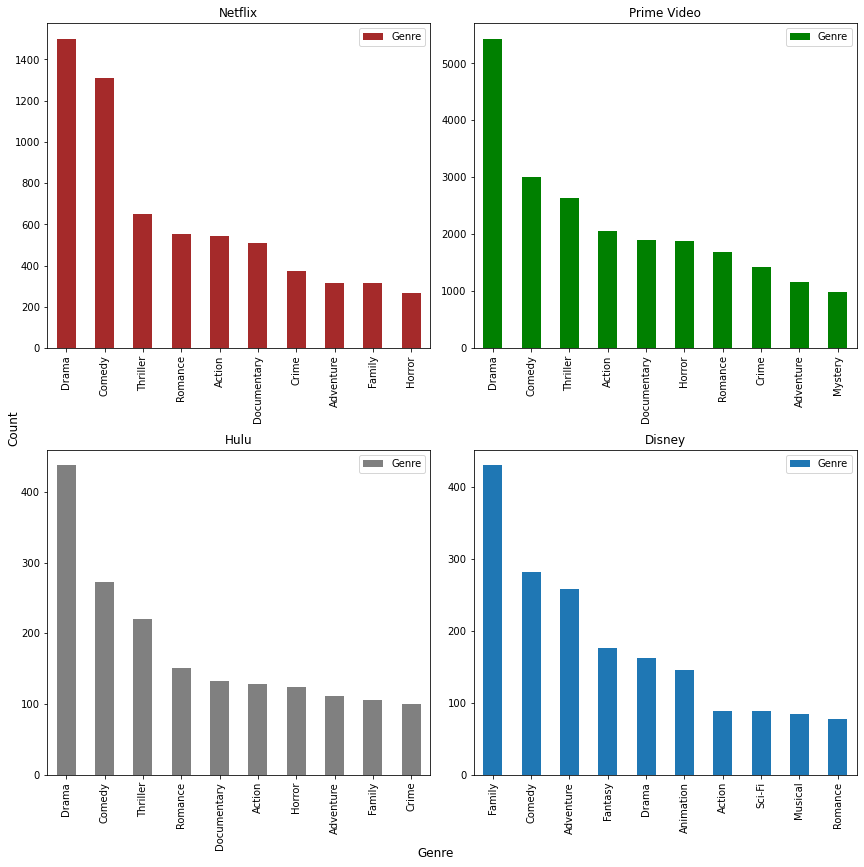 Netflix
Genre
1400
1200
1000
800
600
400
200
0
Drama
Comedy
Thriller
Romance
Action
Documentary
Crime
Adventure
Family
Horror
Prime Video
Genre
5000
4000
3000
2000
1000
0
Drama
Comedy
Thriller
Action
Documentary
Horror
Romance
Crime
Adventure
Mystery
Count
Hulu
Genre
400
300
200
100
0
Drama
Comedy
Thriller
Romance
Documentary
Action
Horror
Adventure
Family
Crime
Disney
Genre
400
300
200
100
0
Family
Comedy
Adventure
Fantasy
Drama
Animation
Action
Sci-Fi
Musical
Romance
Genre